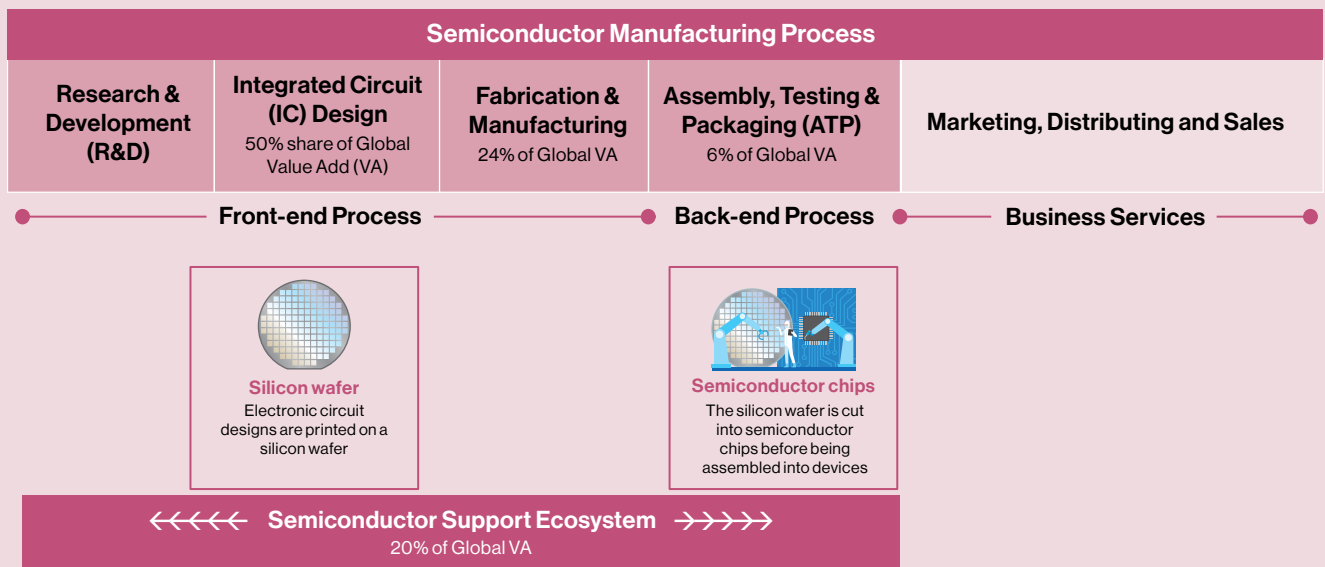 Semiconductor Manufacturing Process
Research &
Development
(R&D)
Integrated Circuit
(IC) Design
50% share of Global
Value Add (VA)
Fabrication &
Manufacturing
24% of Global VA
Assembly, Testing &
Packaging (ATP)
6% of Global VA
Marketing, Distributing and Sales
Front-end Process
Back-end Process
Business Services
Silicon wafer
Electronic circuit
designs are printed on a
silicon wafer
Semiconductor chips
The silicon wafer is cut
into semiconductor
chips before being
assembled into devices
Semiconductor Support Ecosystem
20% of Global VA